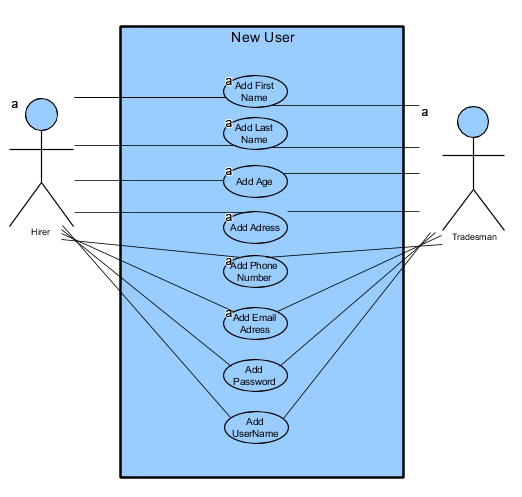 New User
a
a
Add First
Name
a
a
Add Last
Name
a
Add Age
a
Add Adress
Hirer
Tradesman
a
Add Phone
Number
a
Add Email
Adress
Add
Password
Add
UserName